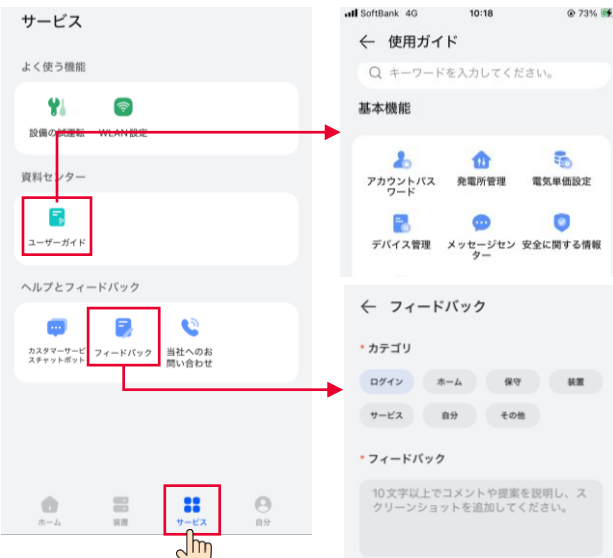 サービス
よく使う機能
設備の試運転
WLAN設定
資料センター
ユーザーガイド
ヘルプとフィードバック
カスタマーサービ
スチャットボット
フィードバック
当社へのお
問い合わせ
ホーム
装置
サービス
自分
SoftBank 4G
10:18
73%
使用ガイド
キーワードを入力してください。
基本機能
アカウントパス
ワード
発電所管理
電気単価設定
デバイス管理
メッセージセン
ター
安全に関する情報
フィードバック
* カテゴリ
ログイン
ホーム
保守
装置
サービス
自分
その他
* フィードバック
10文字以上でコメントや提案を説明し、ス
クリーンショットを追加してください。